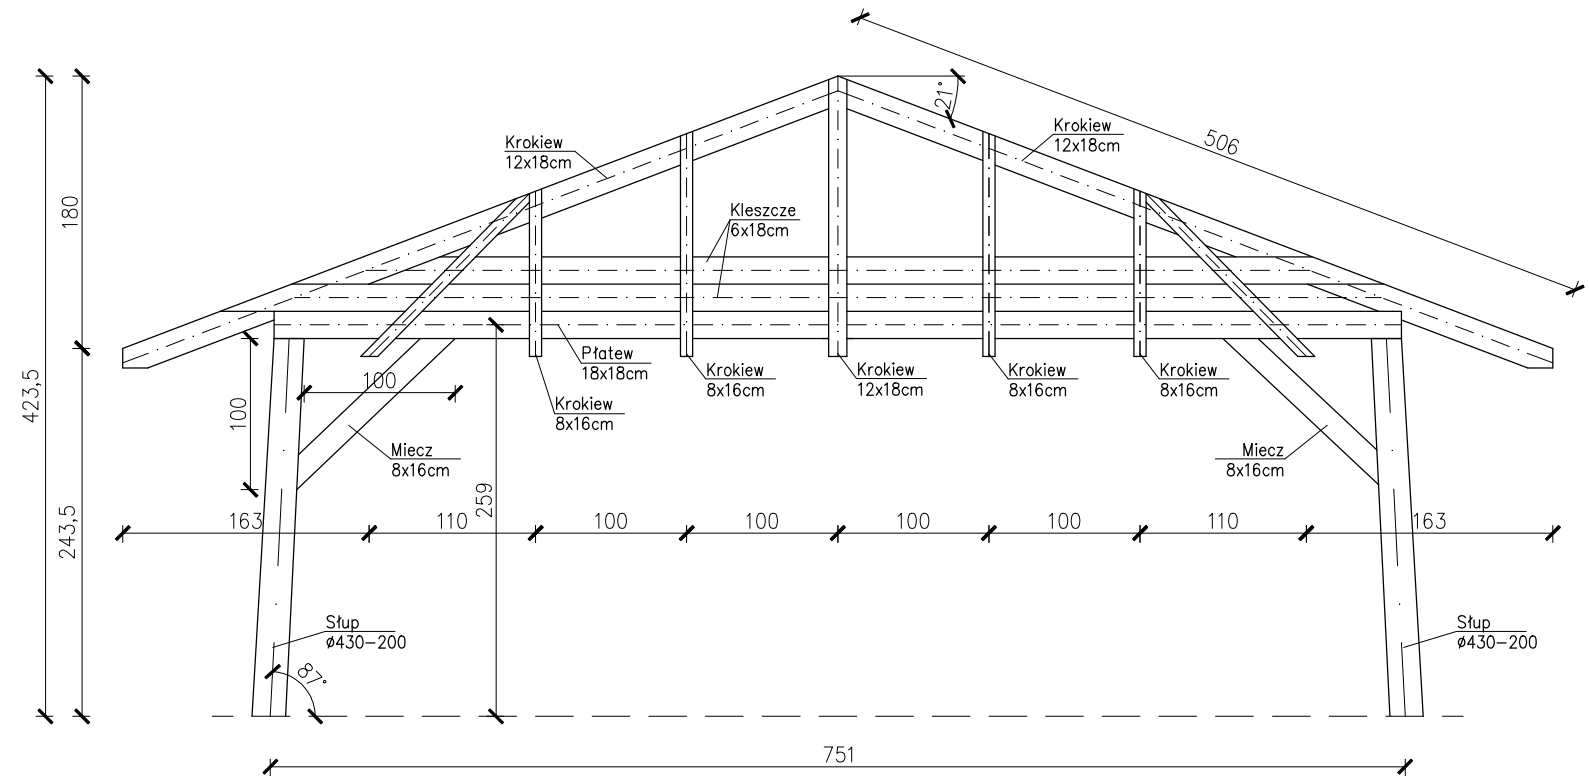 506
21°
Krokiew
12x18cm
Krokiew
12x18cm
180
Kleszcze
6x18cm
423,5
Płatew
18x18cm
Krokiew
8x16cm
Krokiew
12x18cm
Krokiew
8x16cm
Krokiew
8x16cm
100
Krokiew
8x16cm
100
Miecz
8x16cm
Miecz
8x16cm
259
243,5
163
110
100
100
100
100
110
163
Słup
ø430-200
Słup
ø430-200
87°
751